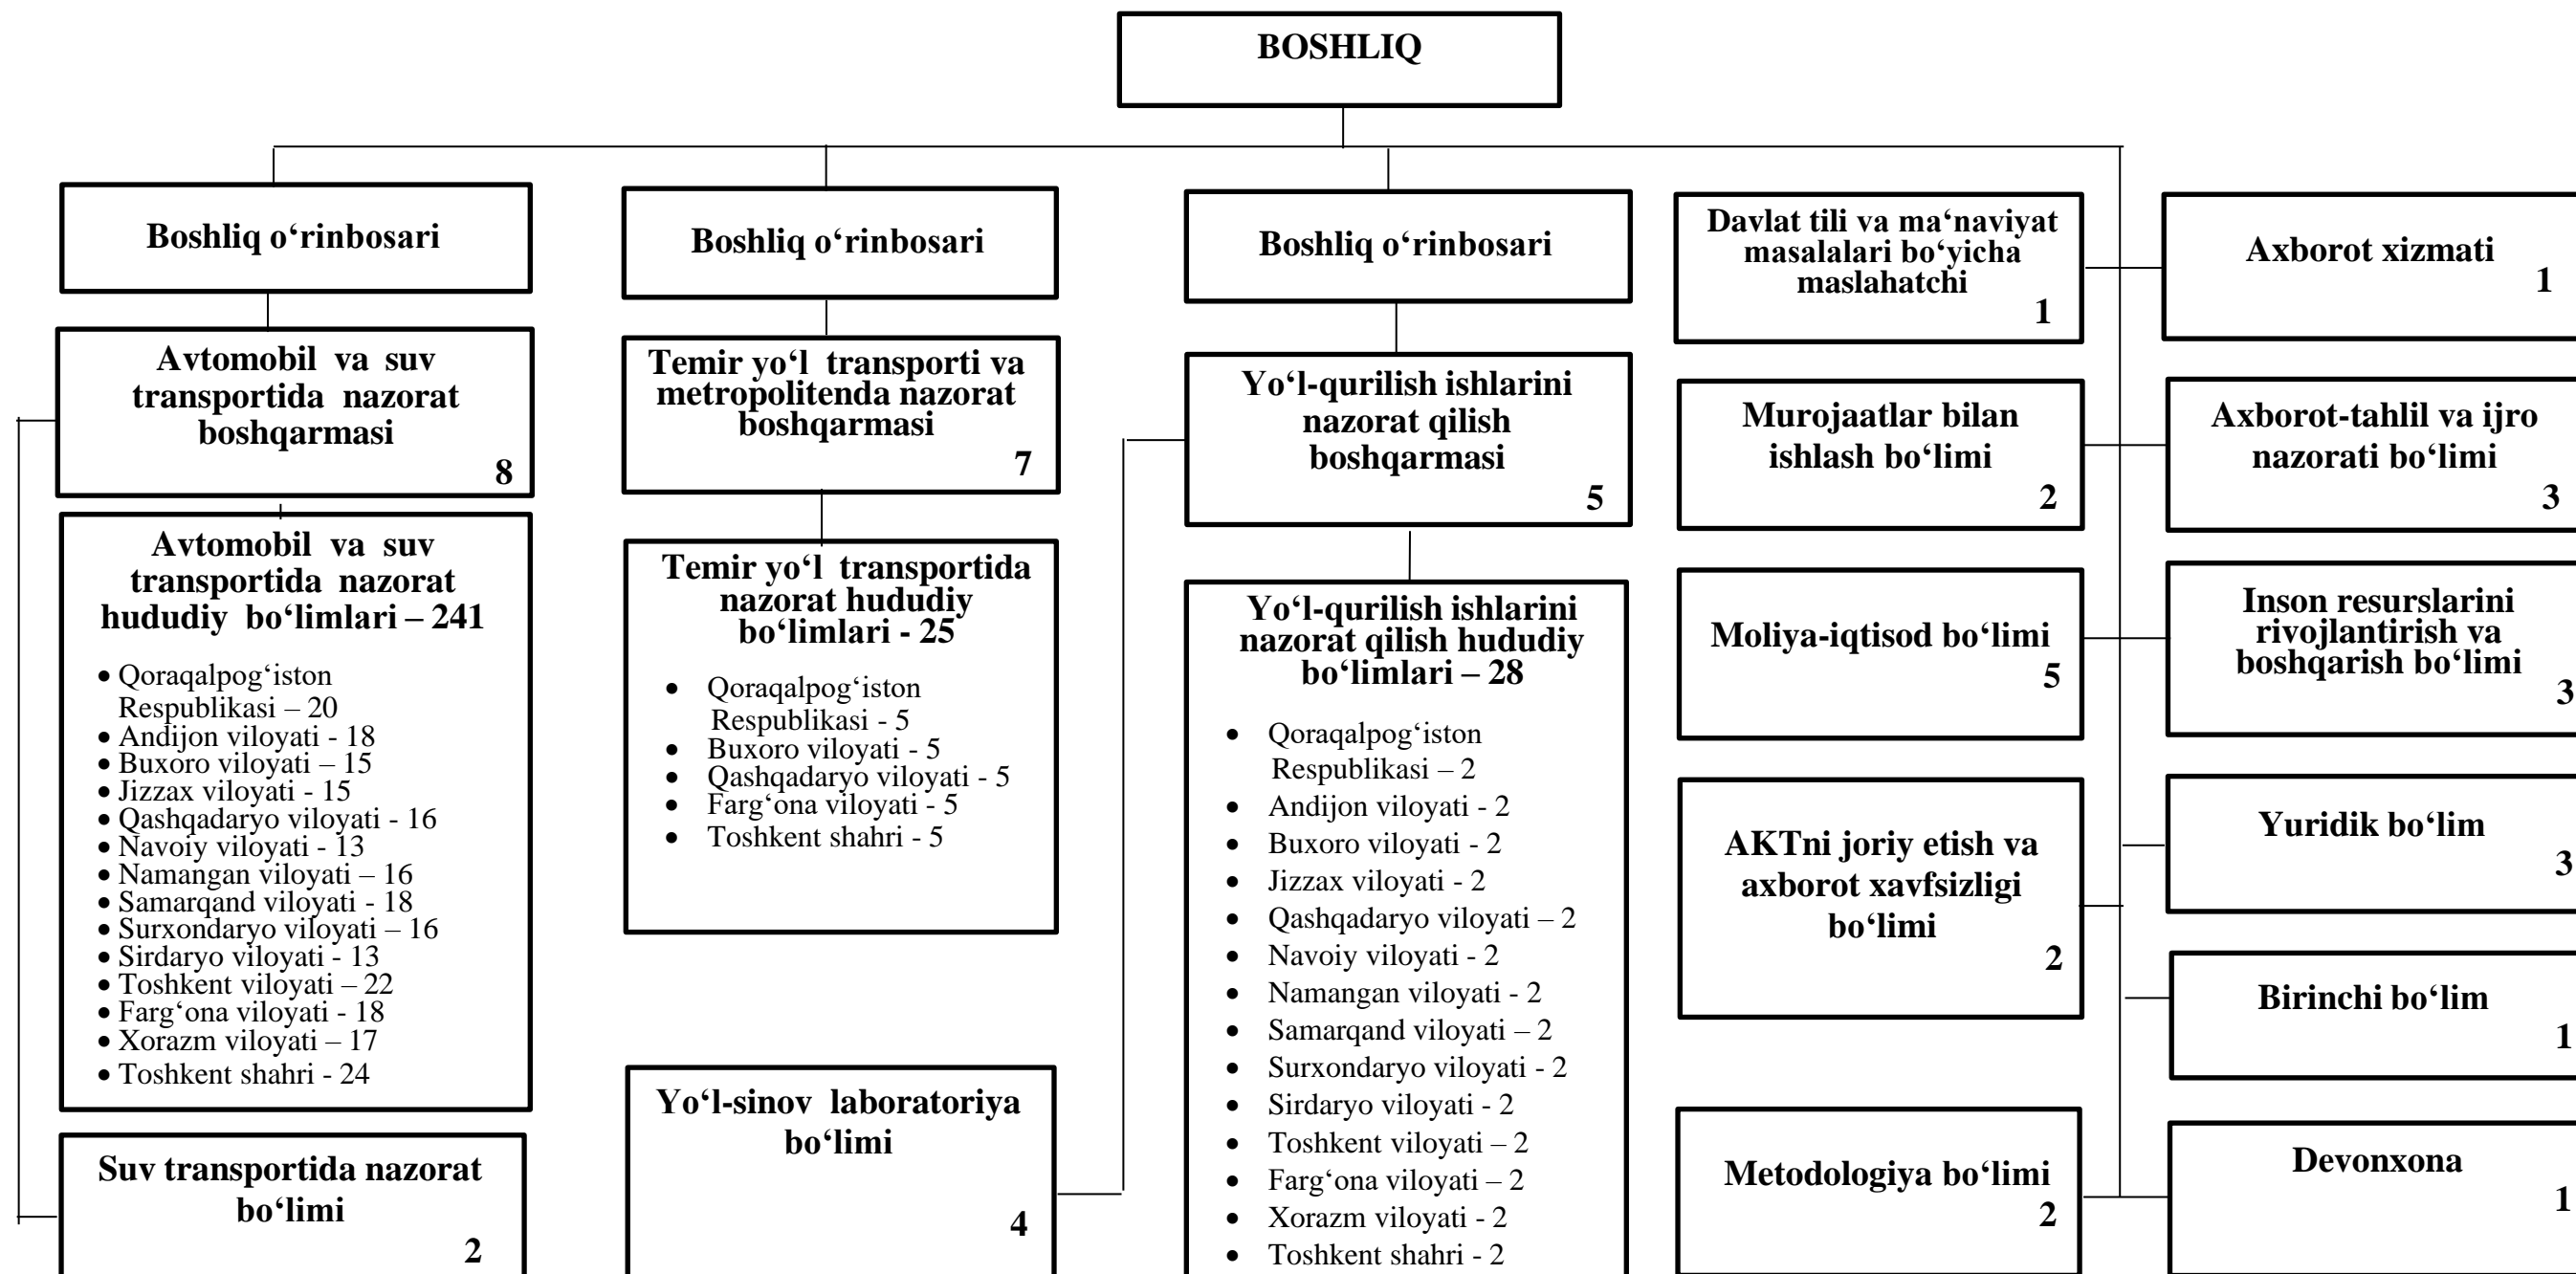 BOSHLIQ
Boshliq o‘rinbosari
Avtomobil va suv
transportida nazorat
boshqarmasi
8
Avtomobil va suv
transportida nazorat
hududiy bo‘limlari – 241
• Qoraqalpog‘iston
Respublikasi – 20
• Andijon viloyati - 18
• Buxoro viloyati – 15
• Jizzax viloyati - 15
• Qashqadaryo viloyati - 16
• Navoiy viloyati - 13
• Namangan viloyati – 16
• Samarqand viloyati - 18
• Surxondaryo viloyati – 16
• Sirdaryo viloyati - 13
• Toshkent viloyati – 22
• Farg‘ona viloyati - 18
• Xorazm viloyati – 17
• Toshkent shahri - 24
Suv transportida nazorat
bo‘limi
2
Boshliq o‘rinbosari
Temir yo‘l transporti va
metropolitenda nazorat
boshqarmasi
7
Temir yo‘l transportida
nazorat hududiy
bo‘limlari - 25
• Qoraqalpog‘iston
Respublikasi - 5
• Buxoro viloyati - 5
• Qashqadaryo viloyati - 5
• Farg‘ona viloyati - 5
• Toshkent shahri - 5
Yo‘l-sinov laboratoriya
bo‘limi
4
Boshliq o‘rinbosari
Yo‘l-qurilish ishlarini
nazorat qilish
boshqarmasi
5
Yo‘l-qurilish ishlarini
nazorat qilish hududiy
bo‘limlari – 28
• Qoraqalpog‘iston
Respublikasi – 2
• Andijon viloyati - 2
• Buxoro viloyati - 2
• Jizzax viloyati - 2
• Qashqadaryo viloyati – 2
• Navoiy viloyati - 2
• Namangan viloyati - 2
• Samarqand viloyati – 2
• Surxondaryo viloyati - 2
• Sirdaryo viloyati - 2
• Toshkent viloyati – 2
• Farg‘ona viloyati – 2
• Xorazm viloyati - 2
• Toshkent shahri - 2
Davlat tili va ma‘naviyat
masalalari bo‘yicha
maslahatchi
1
Murojaatlar bilan
ishlash bo‘limi
2
Moliya-iqtisod bo‘limi
5
AKTni joriy etish va
axborot xavfsizligi
bo‘limi
2
Metodologiya bo‘limi
2
Axborot xizmati
1
Axborot-tahlil va ijro
nazorati bo‘limi
3
Inson resurslarini
rivojlantirish va
boshqarish bo‘limi
3
Yuridik bo‘lim
3
Birinchi bo‘lim
1
Devonxona
1